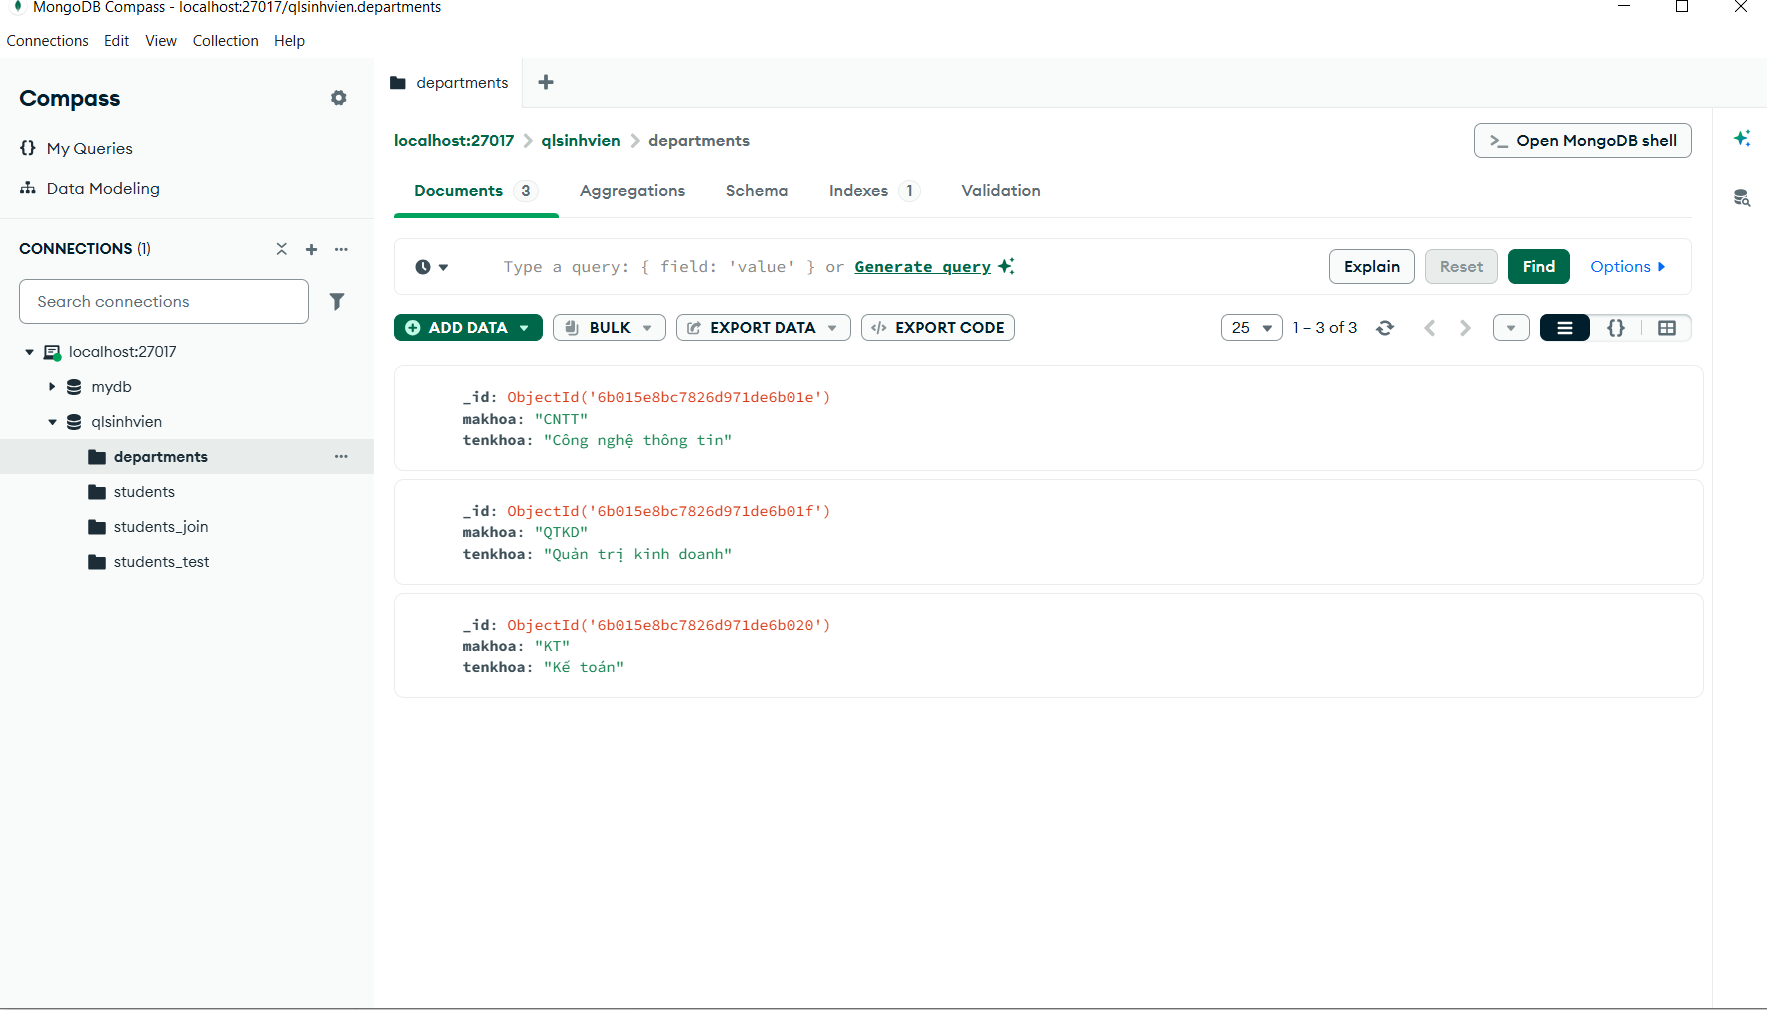 MongoDB Compass - localhost:27017/qlsinhvien.departments
Connections Edit View Collection Help
Compass
My Queries
Data Modeling
CONNECTIONS (1)
Search connections
localhost:27017
mydb
qlsinhvien
departments
students
students_join
students_test
departments
localhost:27017 qlsinhvien departments
Open MongoDB shell
Documents 3 Aggregations Schema Indexes 1 Validation
Type a query: { field: 'value' } or Generate query
Explain Reset Find Options
ADD DATA BULK EXPORT DATA EXPORT CODE
25 1 – 3 of 3
_id: ObjectId('6b015e8bc7826d971de6b01e')
makhoa: "CNTT"
tenkhoa: "Công nghệ thông tin"
_id: ObjectId('6b015e8bc7826d971de6b01f')
makhoa: "QTKD"
tenkhoa: "Quản trị kinh doanh"
_id: ObjectId('6b015e8bc7826d971de6b020')
makhoa: "KT"
tenkhoa: "Kế toán"